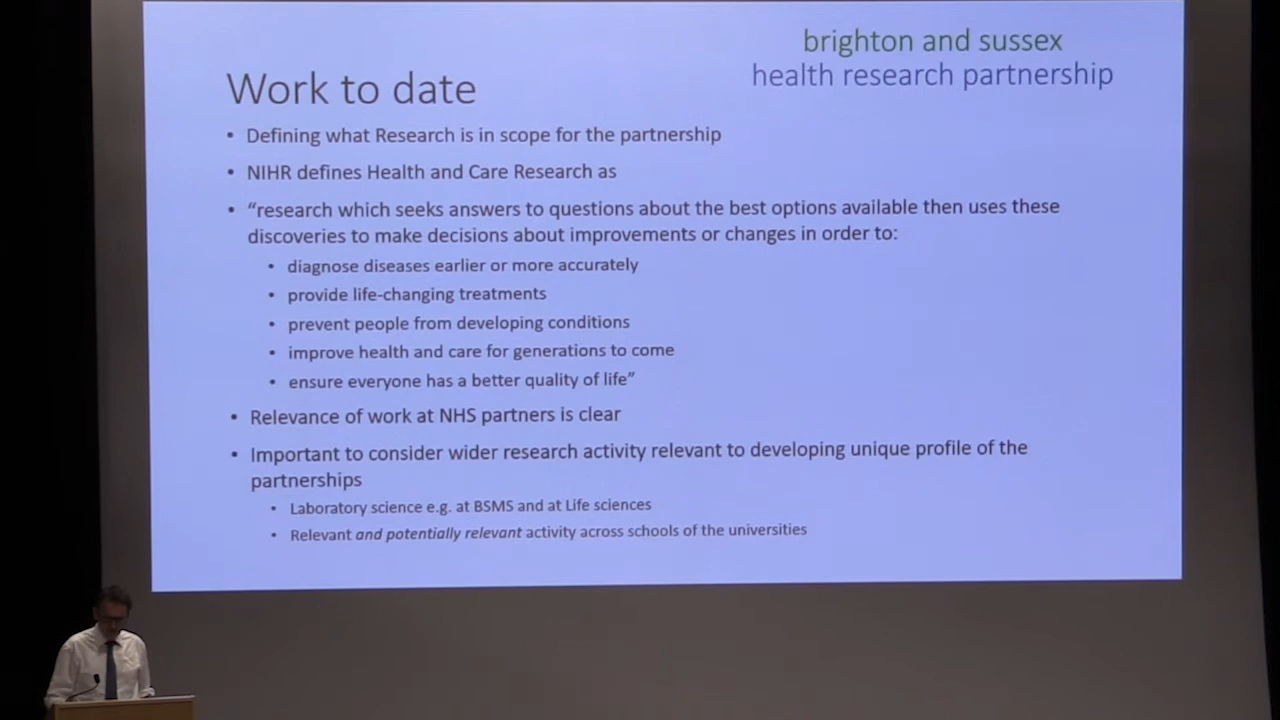 brighton and sussex
health research partnership
Work to date
• Defining what Research is in scope for the partnership
• NIHR defines Health and Care Research as
• “research which seeks answers to questions about the best options available then uses these
discoveries to make decisions about improvements or changes in order to:
• diagnose diseases earlier or more accurately
• provide life-changing treatments
• prevent people from developing conditions
• improve health and care for generations to come
• ensure everyone has a better quality of life”
• Relevance of work at NHS partners is clear
• Important to consider wider research activity relevant to developing unique profile of the
partnerships
• Laboratory science e.g. at BSMS and at Life sciences
• Relevant and potentially relevant activity across schools of the universities